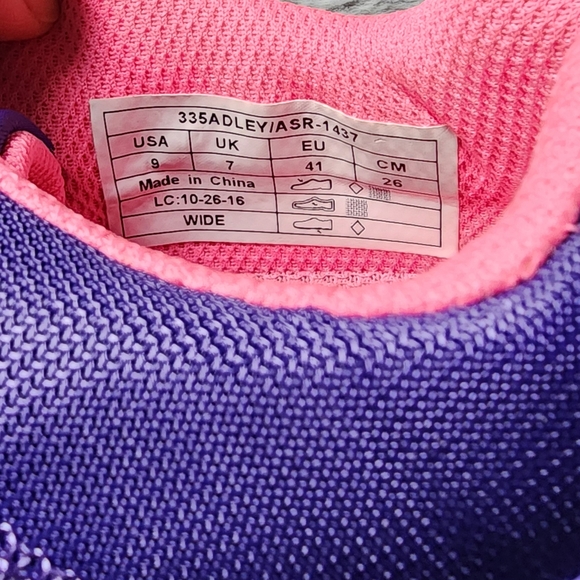 335ADLEY/ASR-1437
USA UK EU CM
9 7 41 26
Made in China
LC:10-26-16
WIDE